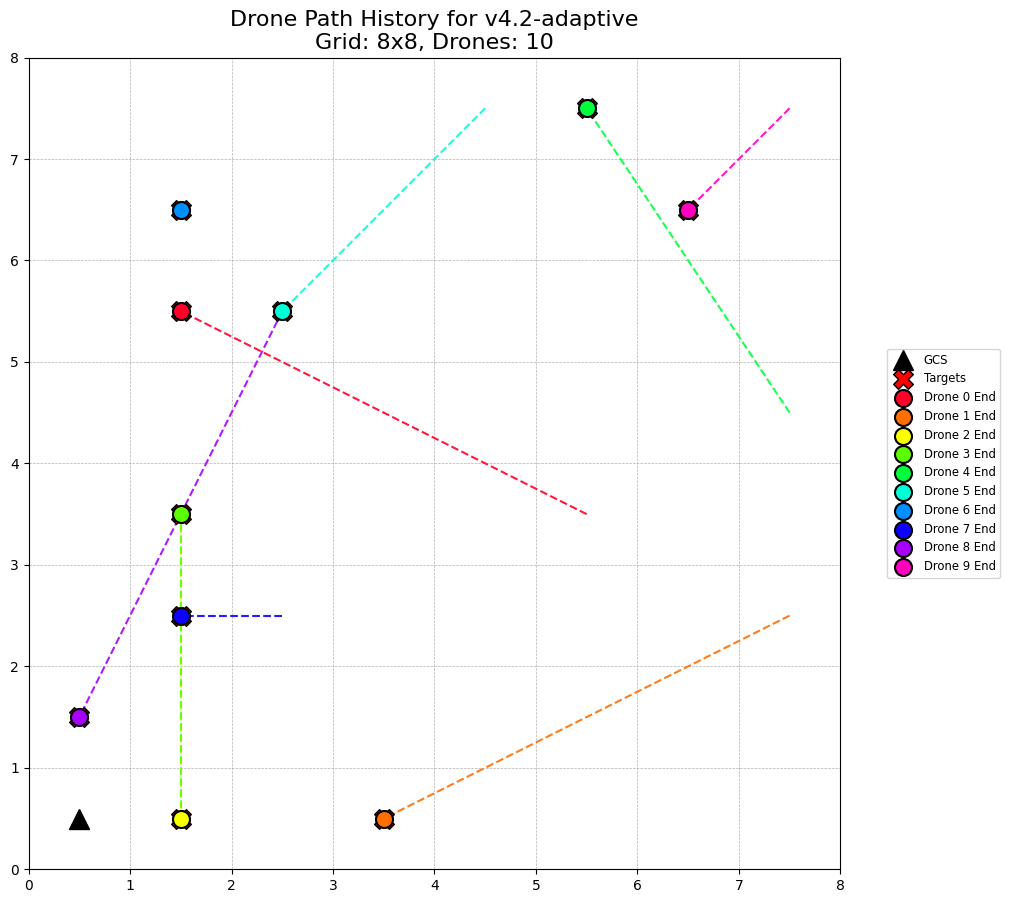 Drone Path History for v4.2-adaptive
Grid: 8x8, Drones: 10
8
7
6
5
4
3
2
1
0
0 1 2 3 4 5 6 7 8
GCS
Targets
Drone 0 End
Drone 1 End
Drone 2 End
Drone 3 End
Drone 4 End
Drone 5 End
Drone 6 End
Drone 7 End
Drone 8 End
Drone 9 End